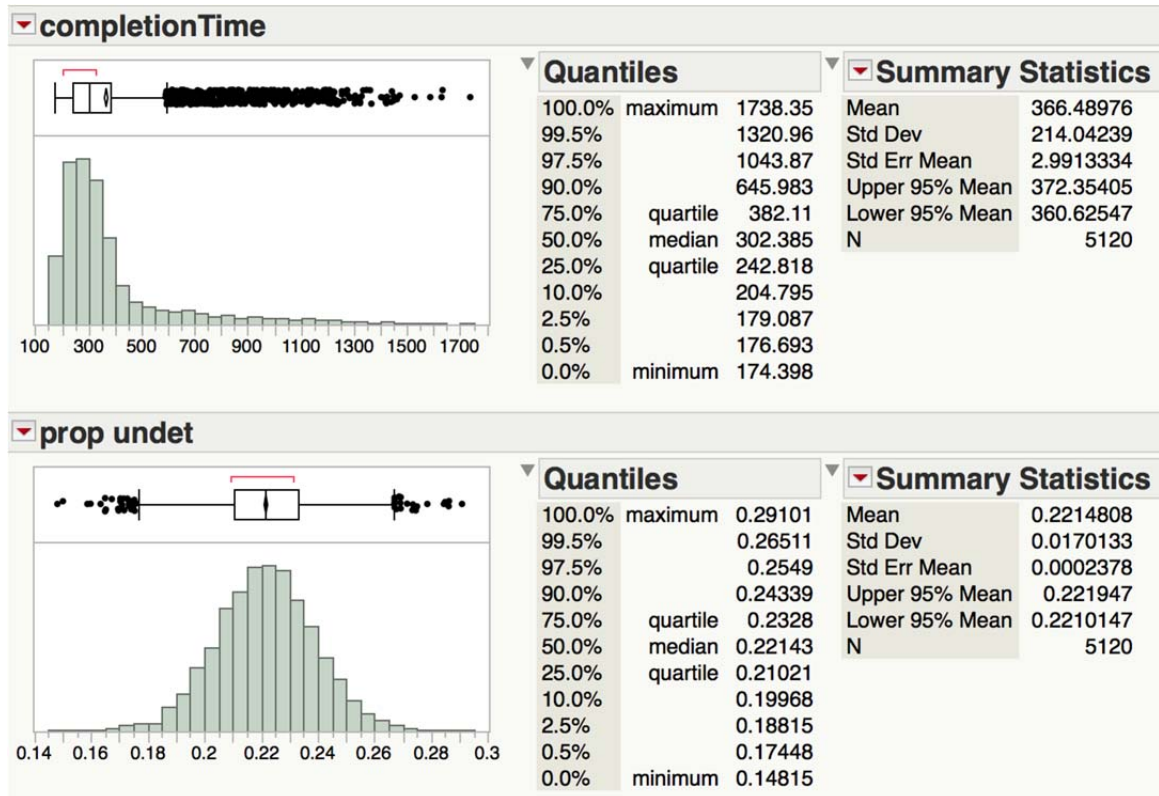 completionTime
Quantiles
100.0% maximum 1738.35
99.5% 1320.96
97.5% 1043.87
90.0% 645.983
75.0% quartile 382.11
50.0% median 302.385
25.0% quartile 242.818
10.0% 204.795
2.5% 179.087
0.5% 176.693
0.0% minimum 174.398
Summary Statistics
Mean 366.48976
Std Dev 214.04239
Std Err Mean 2.9913334
Upper 95% Mean 372.35405
Lower 95% Mean 360.62547
N 5120
100 300 500 700 900 1100 1300 1500 1700
prop undet
Quantiles
100.0% maximum 0.29101
99.5% 0.26511
97.5% 0.2549
90.0% 0.24339
75.0% quartile 0.2328
50.0% median 0.22143
25.0% quartile 0.21021
10.0% 0.19968
2.5% 0.18815
0.5% 0.17448
0.0% minimum 0.14815
Summary Statistics
Mean 0.2214808
Std Dev 0.0170133
Std Err Mean 0.0002378
Upper 95% Mean 0.221947
Lower 95% Mean 0.2210147
N 5120
0.14 0.16 0.18 0.2 0.22 0.24 0.26 0.28 0.3